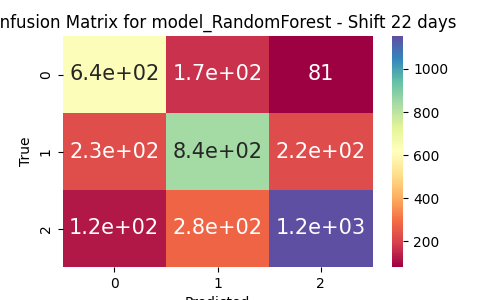 nfusion Matrix for model_RandomForest - Shift 22 days
0 6.4e+02 1.7e+02 81
1 2.3e+02 8.4e+02 2.2e+02
2 1.2e+02 2.8e+02 1.2e+03
True
0 1 2
Predicted
1000
800
600
400
200